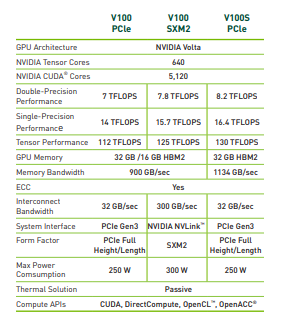 V100 PCle V100 SXM2 V100S PCle
GPU Architecture NVIDIA Volta
NVIDIA Tensor Cores 640
NVIDIA CUDA® Cores 5,120
Double-Precision Performance 7 TFLOPS 7.8 TFLOPS 8.2 TFLOPS
Single-Precision Performance 14 TFLOPS 15.7 TFLOPS 16.4 TFLOPS
Tensor Performance 112 TFLOPS 125 TFLOPS 130 TFLOPS
GPU Memory 32 GB /16 GB HBM2 32 GB HBM2
Memory Bandwidth 900 GB/sec 1134 GB/sec
ECC Yes
Interconnect Bandwidth 32 GB/sec 300 GB/sec 32 GB/sec
System Interface PCIe Gen3 NVIDIA NVLink™ PCIe Gen3
Form Factor PCIe Full Height/Length SXM2 PCIe Full Height/Length
Max Power Comsumption 250 W 300 W 250 W
Thermal Solution Passive
Compute APIs CUDA, DirectCompute, OpenCL™, OpenACC®